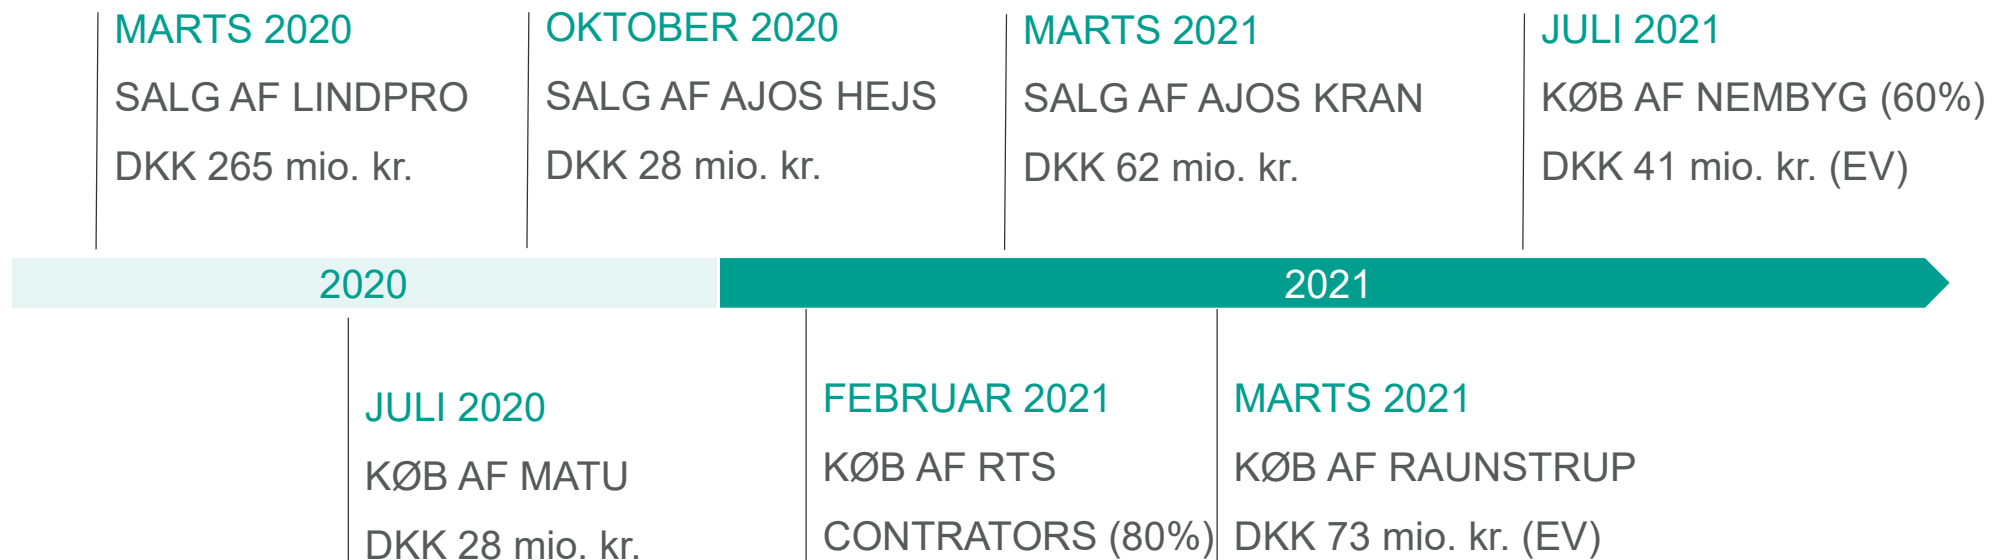 MARTS 2020
SALG AF LINDPRO
DKK 265 mio. kr.
OKTOBER 2020
SALG AF AJOS HEJS
DKK 28 mio. kr.
MARTS 2021
SALG AF AJOS KRAN
DKK 62 mio. kr.
JULI 2021
KØB AF NEMBYG (60%)
DKK 41 mio. kr. (EV)
2020
2021
JULI 2020
KØB AF MATU
DKK 28 mio. kr.
FEBRUAR 2021
KØB AF RTS
CONTRATORS (80%)
MARTS 2021
KØB AF RAUNSTRUP
DKK 73 mio. kr. (EV)